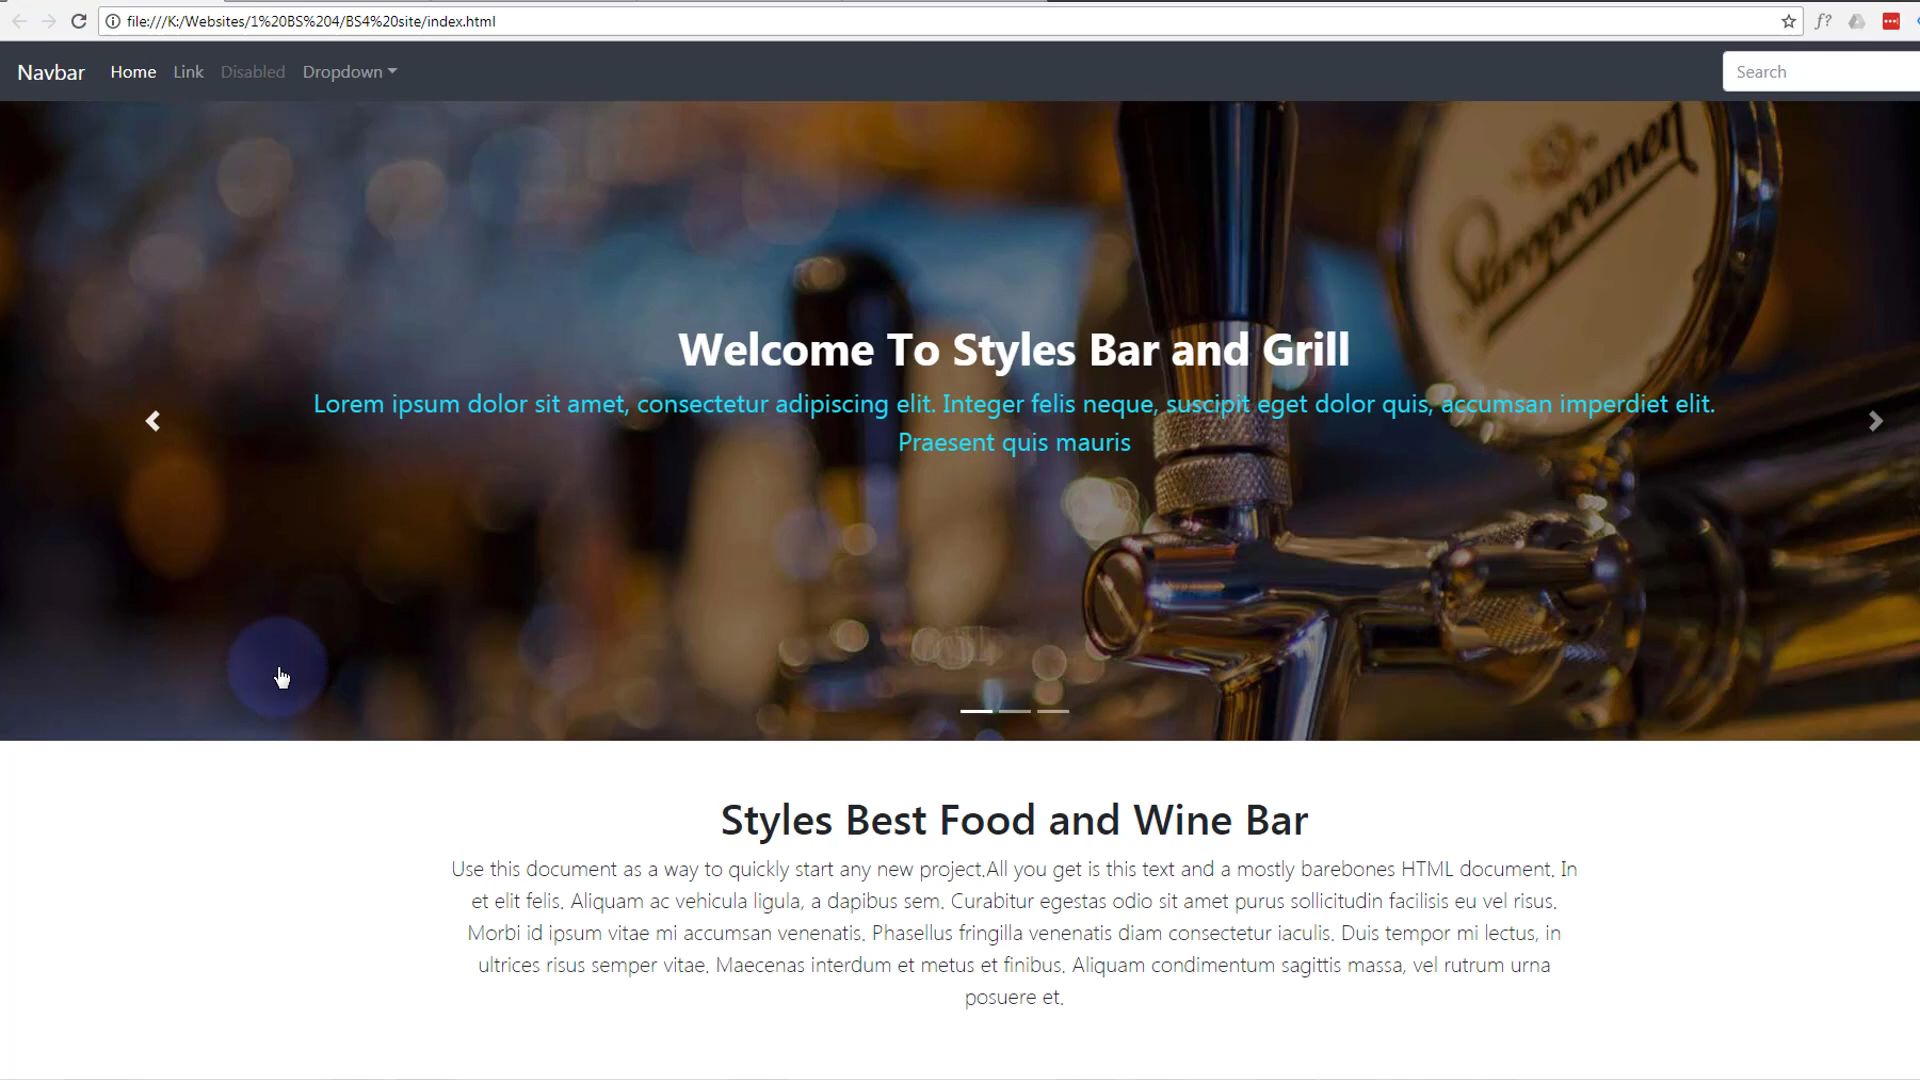 file:///K:/Websites/1%20BS%204/BS4%20site/index.html
f?
Navbar Home Link Disabled Dropdown
Search
Staropramen
Welcome To Styles Bar and Grill
Lorem ipsum dolor sit amet, consectetur adipiscing elit. Integer felis neque, suscipit eget dolor quis, accumsan imperdiet elit.
Praesent quis mauris
Styles Best Food and Wine Bar
Use this document as a way to quickly start any new project.All you get is this text and a mostly barebones HTML document. In
et elit felis. Aliquam ac vehicula ligula, a dapibus sem. Curabitur egestas odio sit amet purus sollicitudin facilisis eu vel risus.
Morbi id ipsum vitae mi accumsan venenatis. Phasellus fringilla venenatis diam consectetur iaculis. Duis tempor mi lectus, in
ultrices risus semper vitae. Maecenas interdum et metus et finibus. Aliquam condimentum sagittis massa, vel rutrum urna
posuere et.